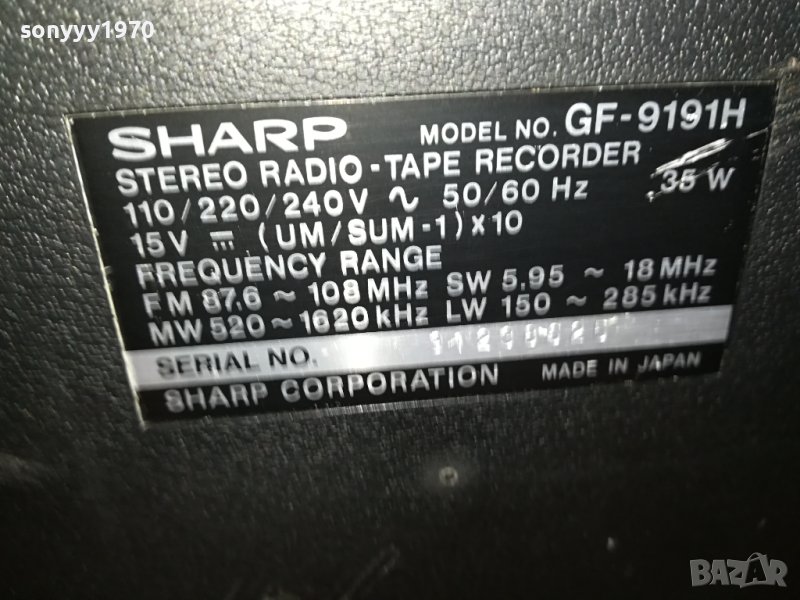 sonyyy1970
SHARP MODEL NO. GF-9191H
STEREO RADIO-TAPE RECORDER
110/220/240V ∿ 50/60 Hz 35 W
15V ⎓ (UM/SUM-1)x10
FREQUENCY RANGE
FM 87.6 ~ 108 MHz SW 5.95 ~ 18 MHz
MW 520 ~ 1620 kHz LW 150 ~ 285 kHz
SERIAL NO.
SHARP CORPORATION MADE IN JAPAN
BAZAR